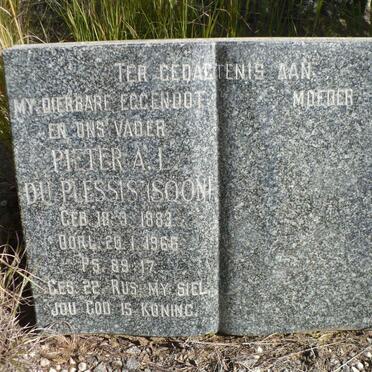 TER GEDAGTENIS AAN
MY DIERBARE EGGENOOT MOEDER
EN ONS VADER
PIETER A. L.
DU PLESSIS (SOON)
GEB. 18.9.1883
OORL. 20.1.1966
PS. 89:17
GES. 22. RUS MY SIEL
JOU GOD IS KONING.